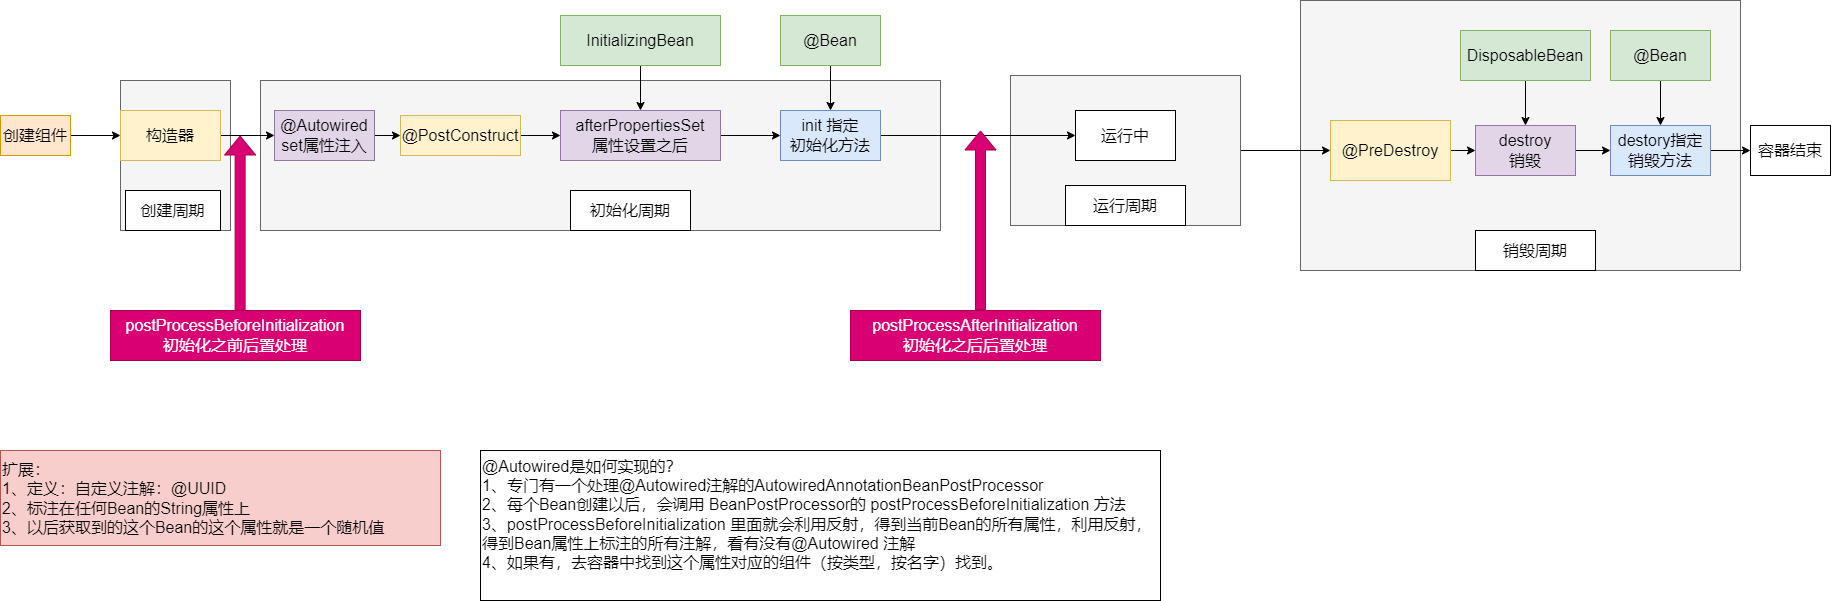 InitializingBean
@Bean
DisposableBean
@Bean
创建组件
构造器
@Autowired
set属性注入
@PostConstruct
afterPropertiesSet
属性设置之后
init 指定
初始化方法
运行中
@PreDestroy
destroy
销毁
destory指定
销毁方法
容器结束
创建周期
初始化周期
运行周期
销毁周期
postProcessBeforeInitialization
初始化之前后置处理
postProcessAfterInitialization
初始化之后后置处理
扩展：
1、定义：自定义注解：@UUID
2、标注在任何Bean的String属性上
3、以后获取到的这个Bean的这个属性就是一个随机值
@Autowired是如何实现的？
1、专门有一个处理@Autowired注解的AutowiredAnnotationBeanPostProcessor
2、每个Bean创建以后，会调用 BeanPostProcessor的 postProcessBeforeInitialization 方法
3、postProcessBeforeInitialization 里面就会利用反射，得到当前Bean的所有属性，利用反射，
得到Bean属性上标注的所有注解，看有没有@Autowired 注解
4、如果有，去容器中找到这个属性对应的组件（按类型，按名字）找到。